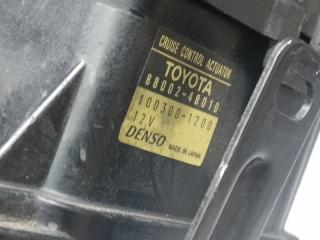 CRUISE CONTROL ACTUATOR
TOYOTA
88002-48010
100300-1200
12V
DENSO MADE IN JAPAN